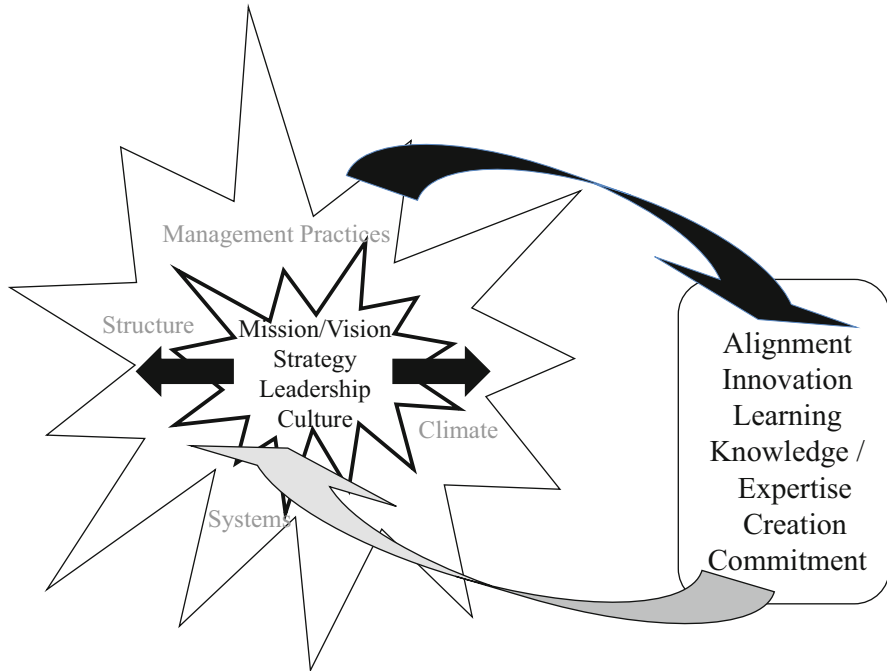 Management Practices
Structure
Mission/Vision
Strategy
Leadership
Culture
Climate
Systems
Alignment
Innovation
Learning
Knowledge /
Expertise
Creation
Commitment